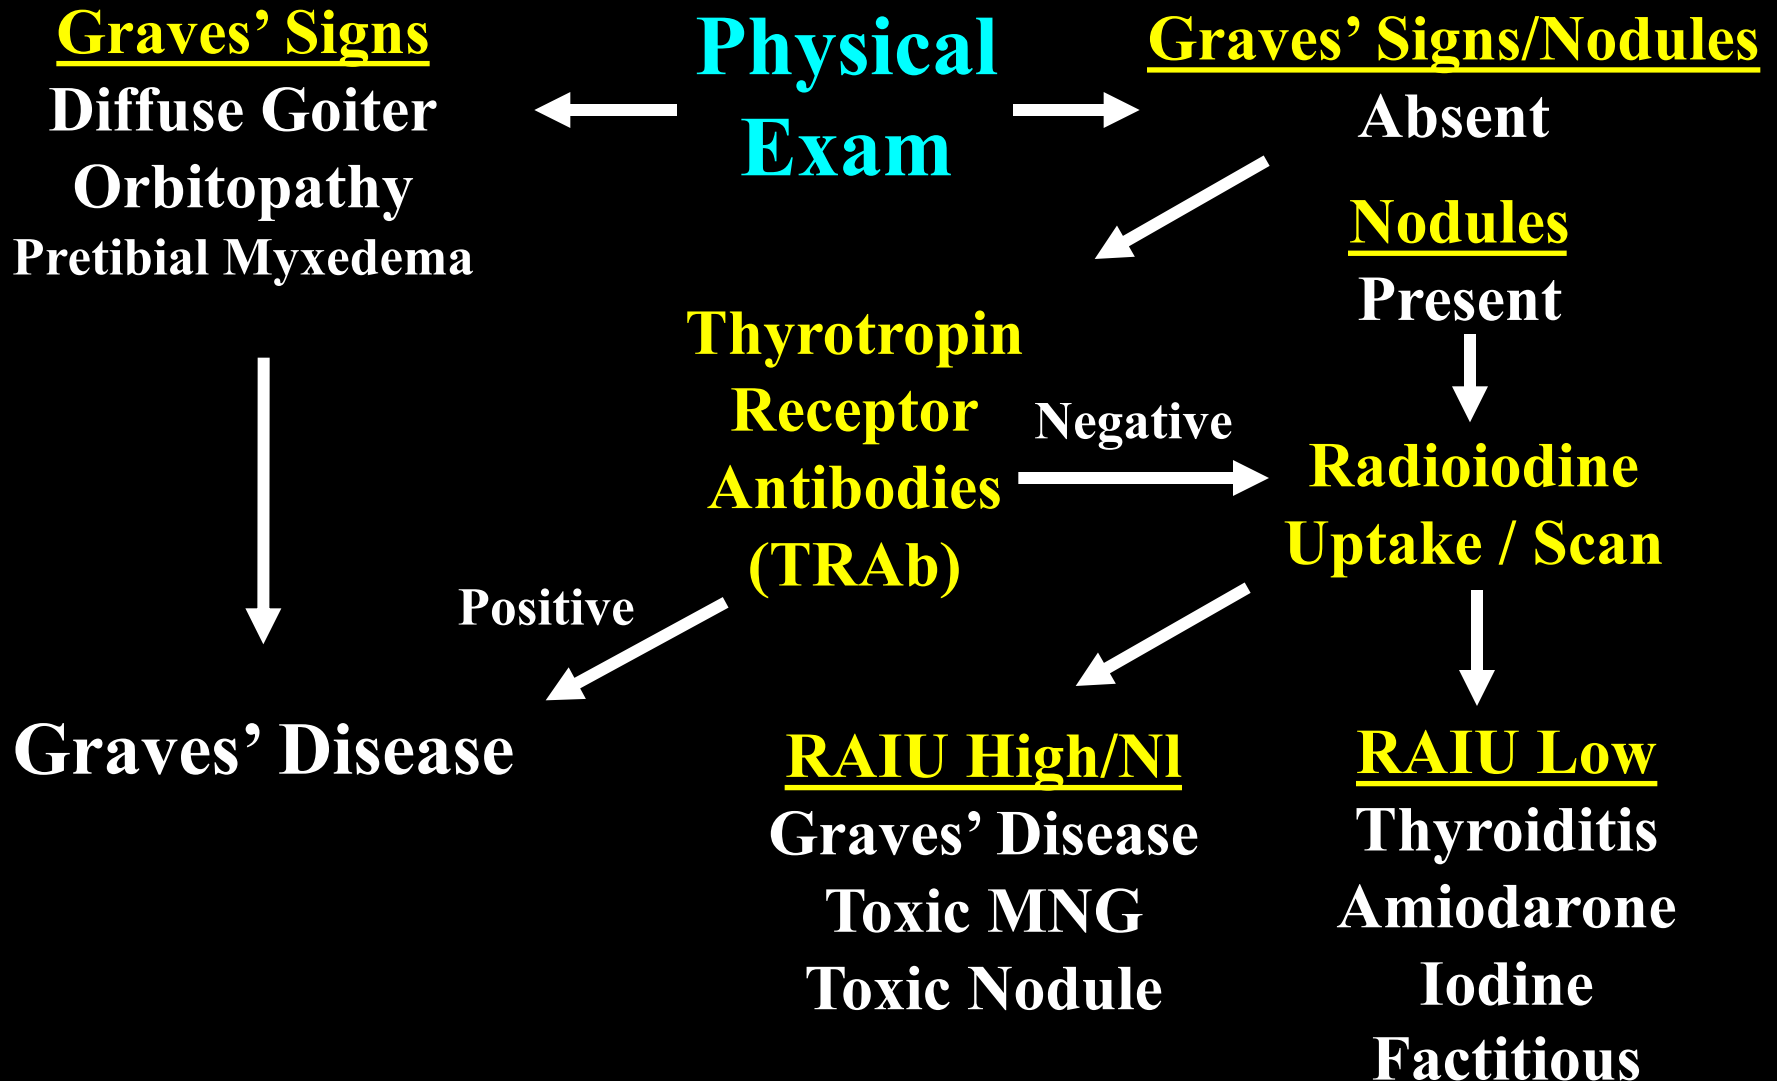 Graves’ Signs
Diffuse Goiter
Orbitopathy
Pretibial Myxedema
Physical
Exam
Graves’ Signs/Nodules
Absent
Nodules
Present
Thyrotropin
Receptor
Antibodies
(TRAb)
Negative
Radioiodine
Uptake / Scan
Positive
Graves’ Disease
RAIU High/Nl
Graves’ Disease
Toxic MNG
Toxic Nodule
RAIU Low
Thyroiditis
Amiodarone
Iodine
Factitious